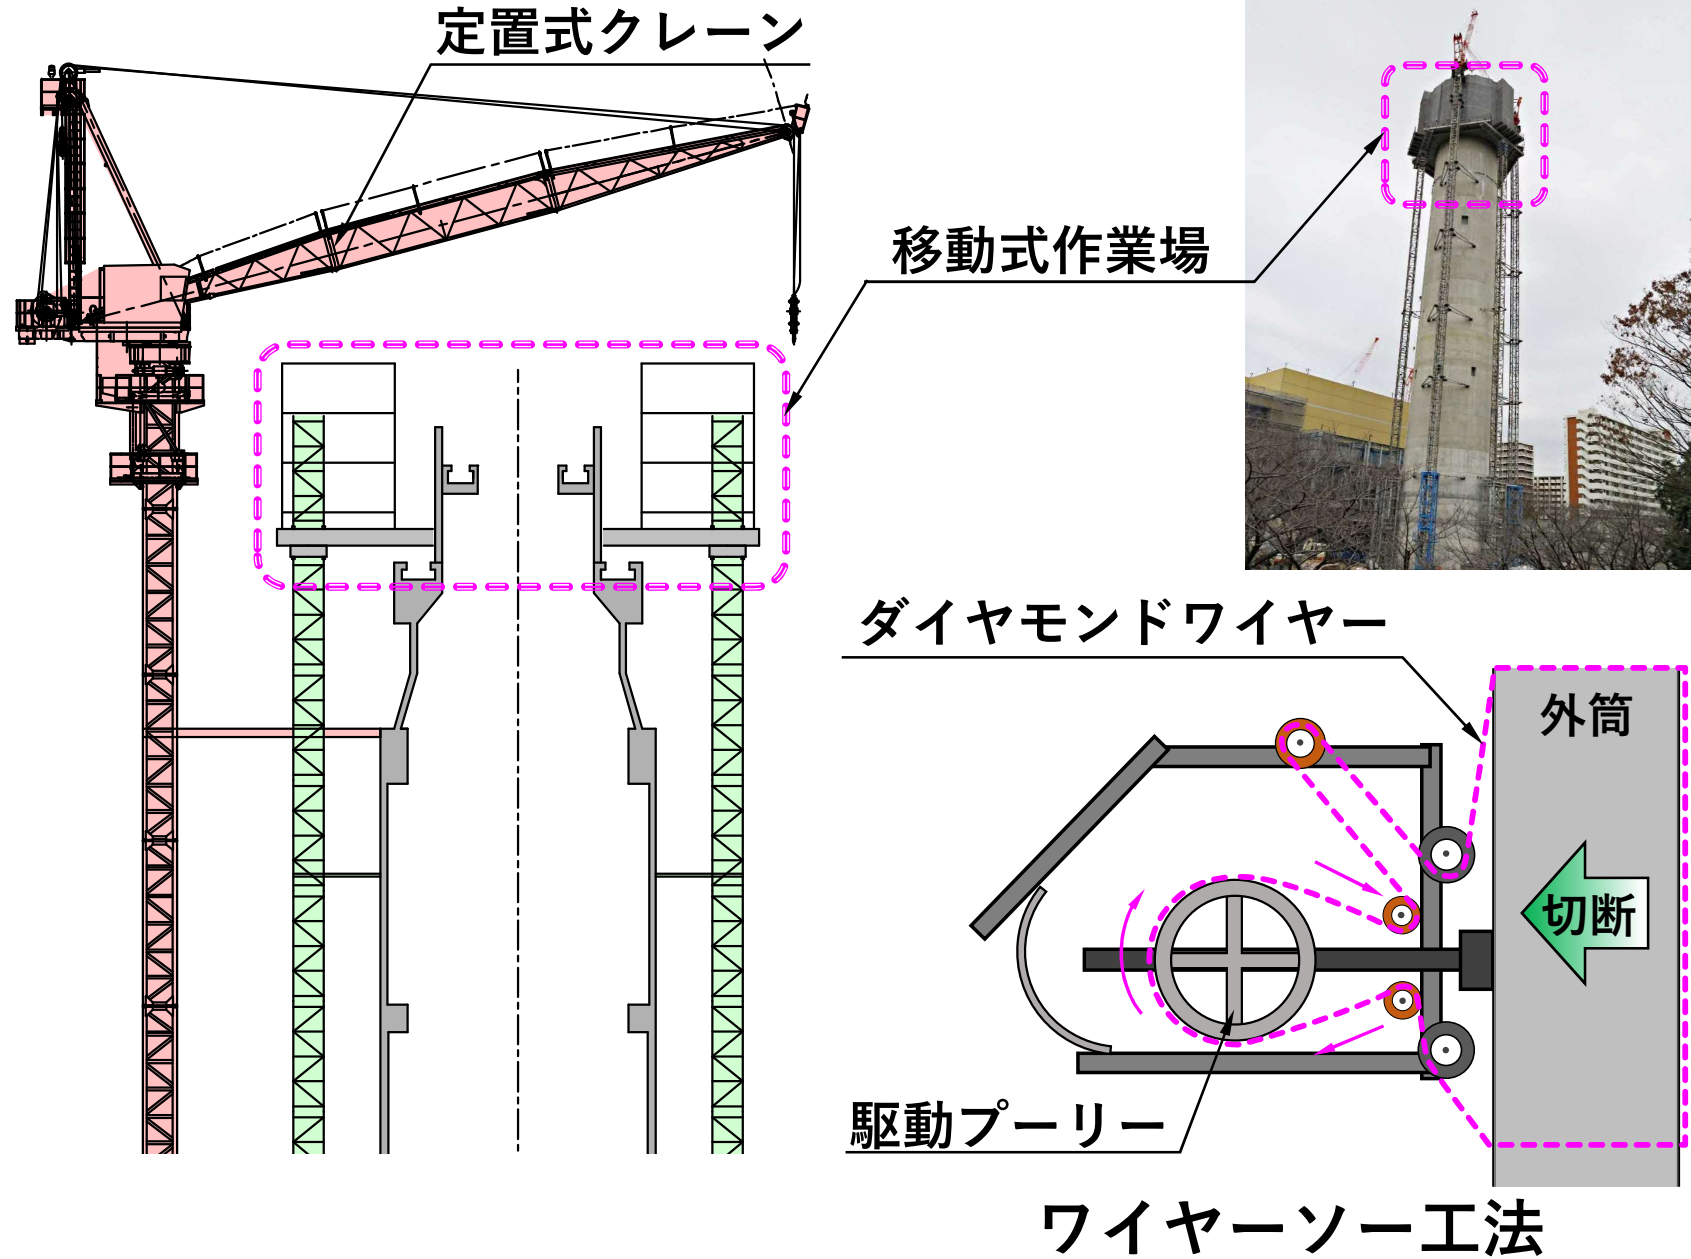 定置式クレーン
移動式作業場
ダイヤモンドワイヤー
外筒
切断
駆動プーリー
ワイヤーソー工法